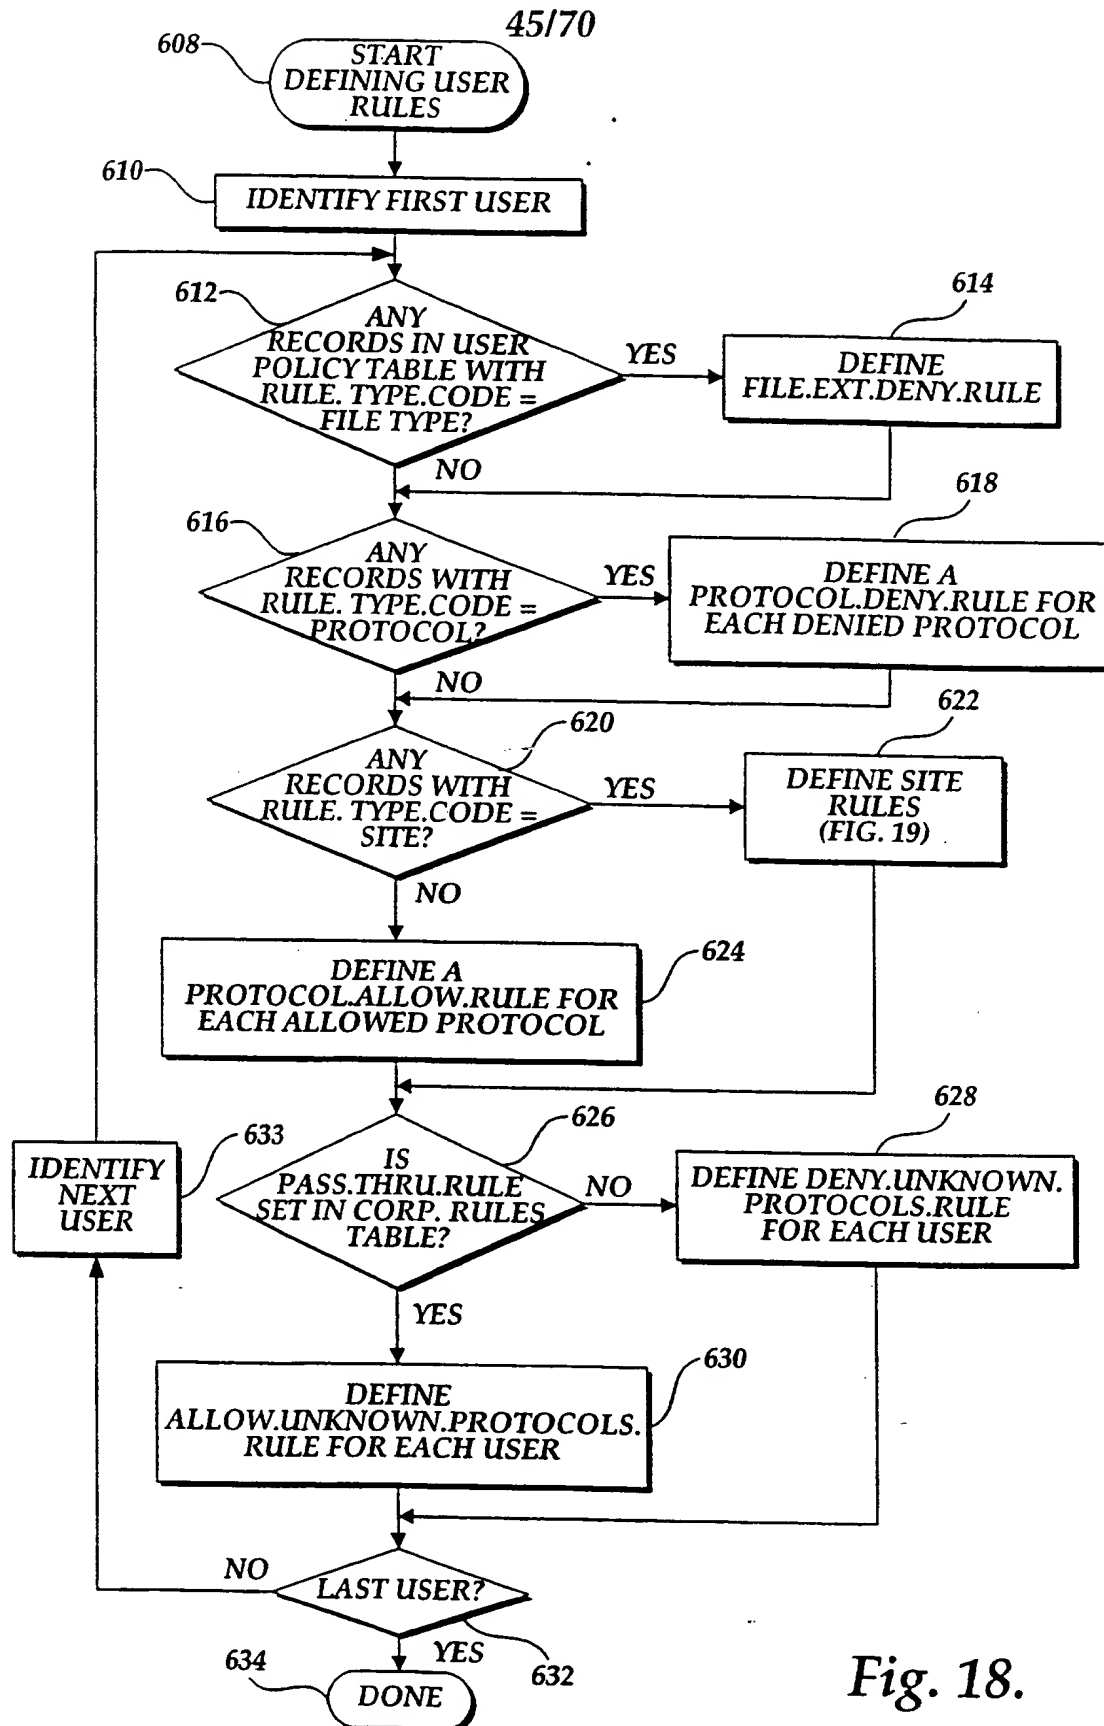 45/70
608
START
DEFINING USER
RULES
610
IDENTIFY FIRST USER
612
ANY
RECORDS IN USER
POLICY TABLE WITH
RULE. TYPE.CODE =
FILE TYPE?
YES
614
DEFINE
FILE.EXT.DENY.RULE
NO
616
ANY
RECORDS WITH
RULE. TYPE.CODE =
PROTOCOL?
YES
618
DEFINE A
PROTOCOL.DENY.RULE FOR
EACH DENIED PROTOCOL
NO
620
ANY
RECORDS WITH
RULE. TYPE.CODE =
SITE?
YES
622
DEFINE SITE
RULES
(FIG. 19)
NO
624
DEFINE A
PROTOCOL.ALLOW.RULE FOR
EACH ALLOWED PROTOCOL
626
IS
PASS.THRU.RULE
SET IN CORP. RULES
TABLE?
NO
628
DEFINE DENY.UNKNOWN.
PROTOCOLS.RULE
FOR EACH USER
633
IDENTIFY
NEXT
USER
YES
630
DEFINE
ALLOW.UNKNOWN.PROTOCOLS.
RULE FOR EACH USER
NO
LAST USER?
632
YES
634
DONE
Fig. 18.